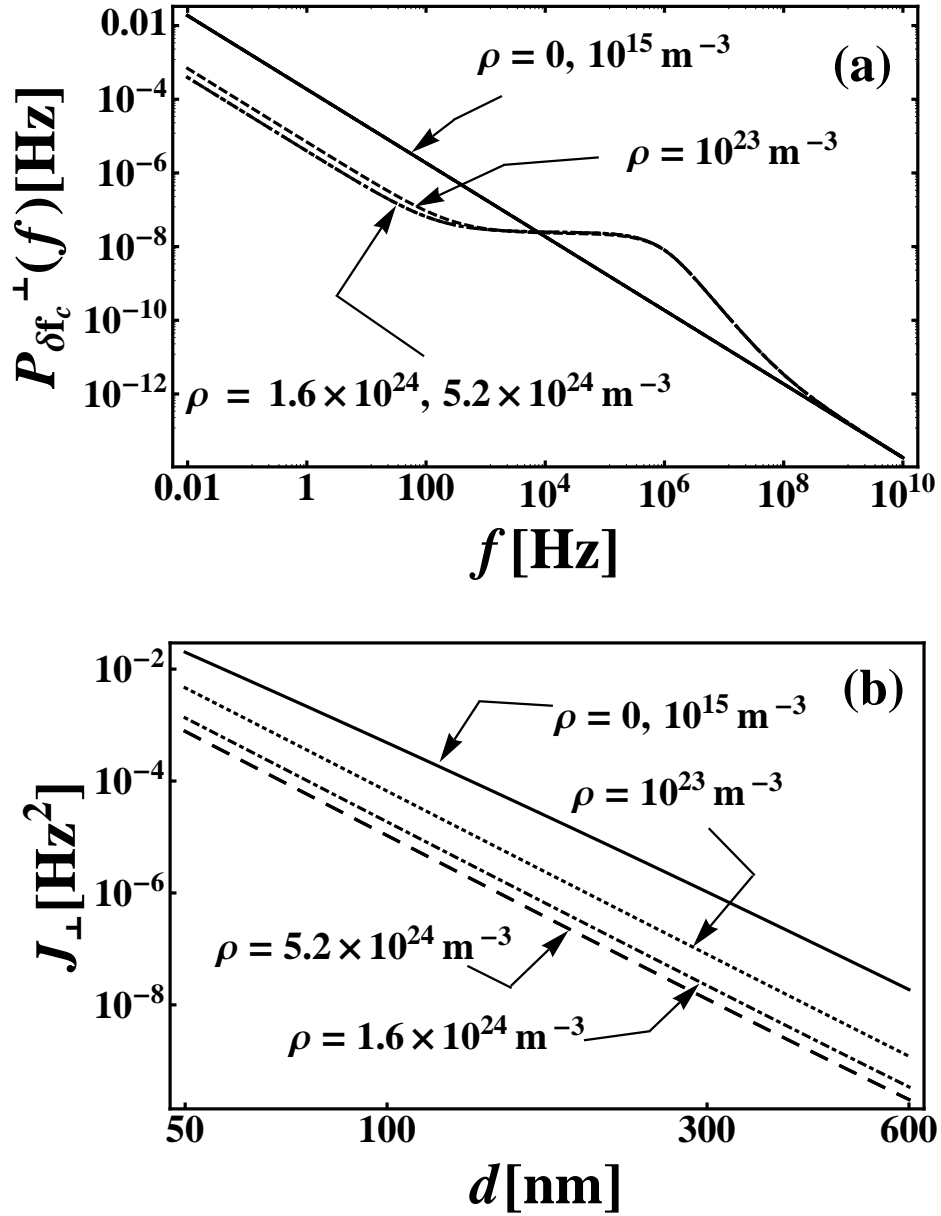 (a)
P_{δf_c}^⊥(f)[Hz]
0.01
10^{−4}
10^{−6}
10^{−8}
10^{−10}
10^{−12}
ρ = 0, 10^{15} m^{−3}
ρ = 10^{23} m^{−3}
ρ = 1.6×10^{24}, 5.2×10^{24} m^{−3}
0.01 1 100 10^4 10^6 10^8 10^{10}
f[Hz]
(b)
J_⊥[Hz^2]
10^{−2}
10^{−4}
10^{−6}
10^{−8}
ρ = 0, 10^{15} m^{−3}
ρ = 10^{23} m^{−3}
ρ = 5.2×10^{24} m^{−3}
ρ = 1.6×10^{24} m^{−3}
50 100 300 600
d[nm]